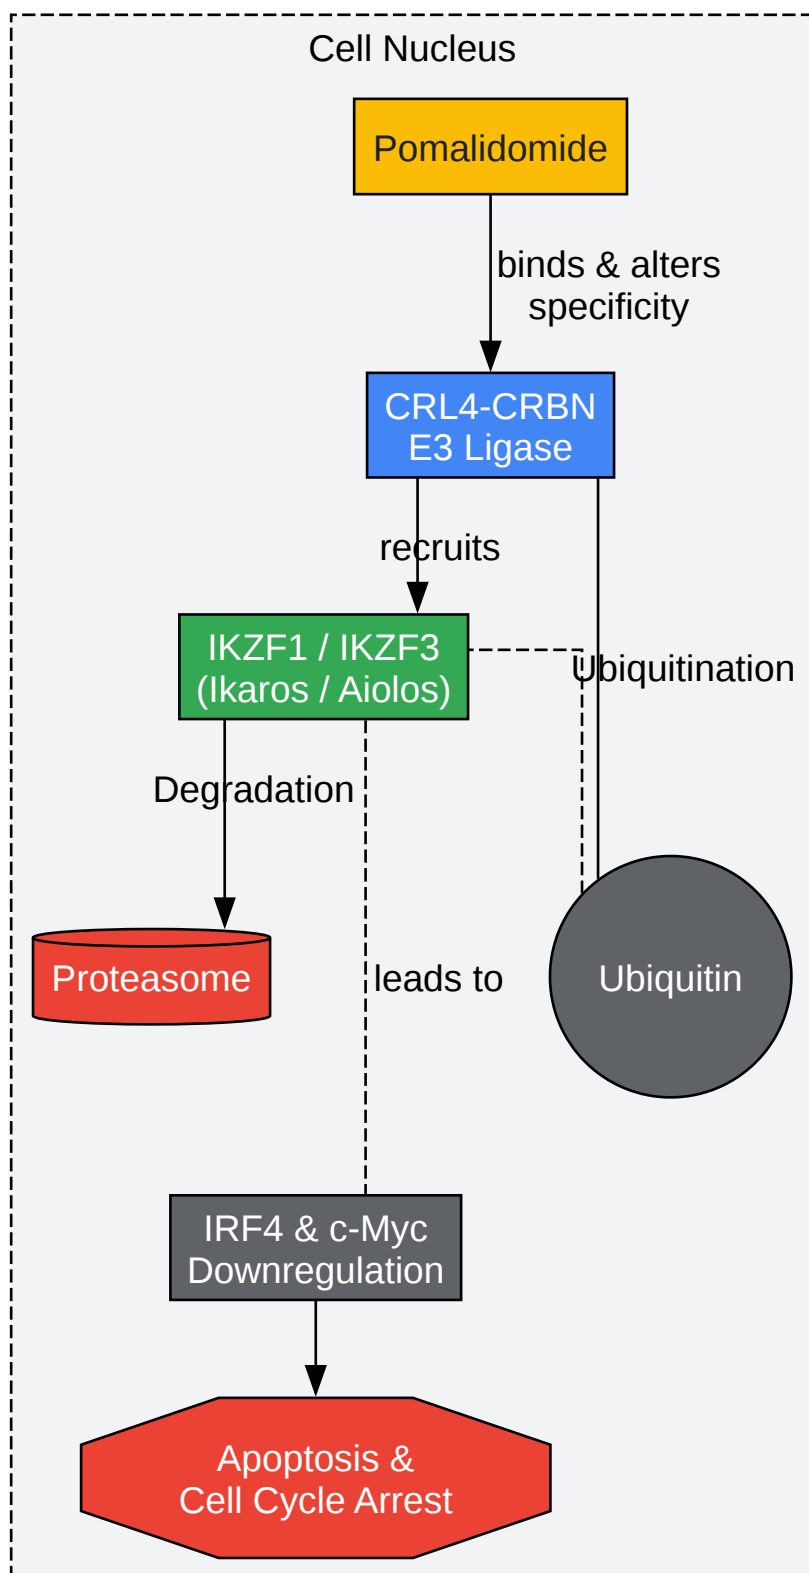 Cell Nucleus
Pomalidomide
binds & alters
specificity
CRL4-CRBN
E3 Ligase
recruits
IKZF1 / IKZF3
(Ikaros / Aiolos)
Ubiquitination
Degradation
Proteasome
leads to
Ubiquitin
IRF4 & c-Myc
Downregulation
Apoptosis &
Cell Cycle Arrest